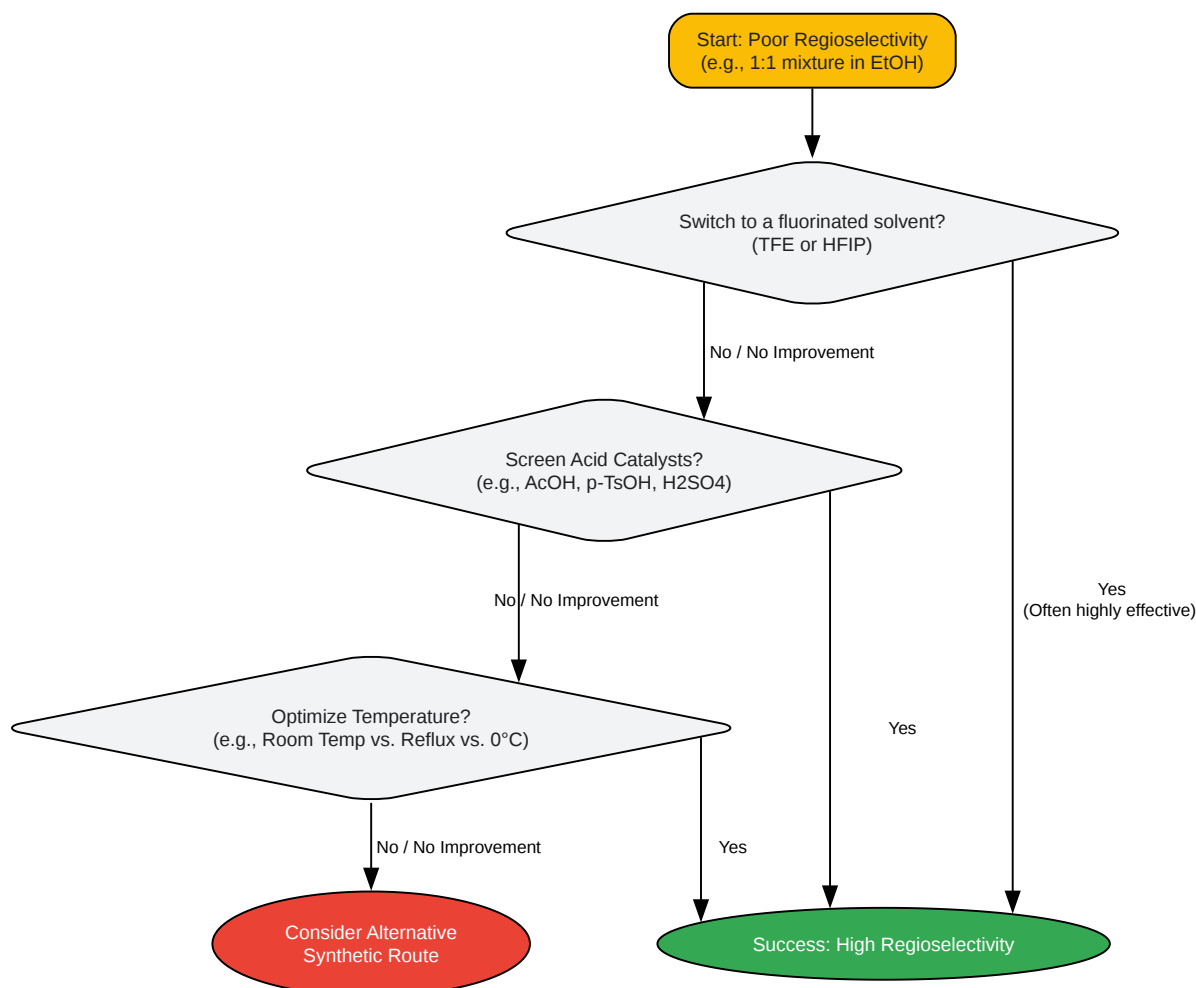 Start: Poor Regioselectivity
(e.g., 1:1 mixture in EtOH)
Switch to a fluorinated solvent?
(TFE or HFIP)
No / No Improvement
Screen Acid Catalysts?
(e.g., AcOH, p-TsOH, H2SO4)
No / No Improvement
Yes
(Often highly effective)
Optimize Temperature?
(e.g., Room Temp vs. Reflux vs. 0°C)
Yes
No / No Improvement
Yes
Consider Alternative
Synthetic Route
Success: High Regioselectivity